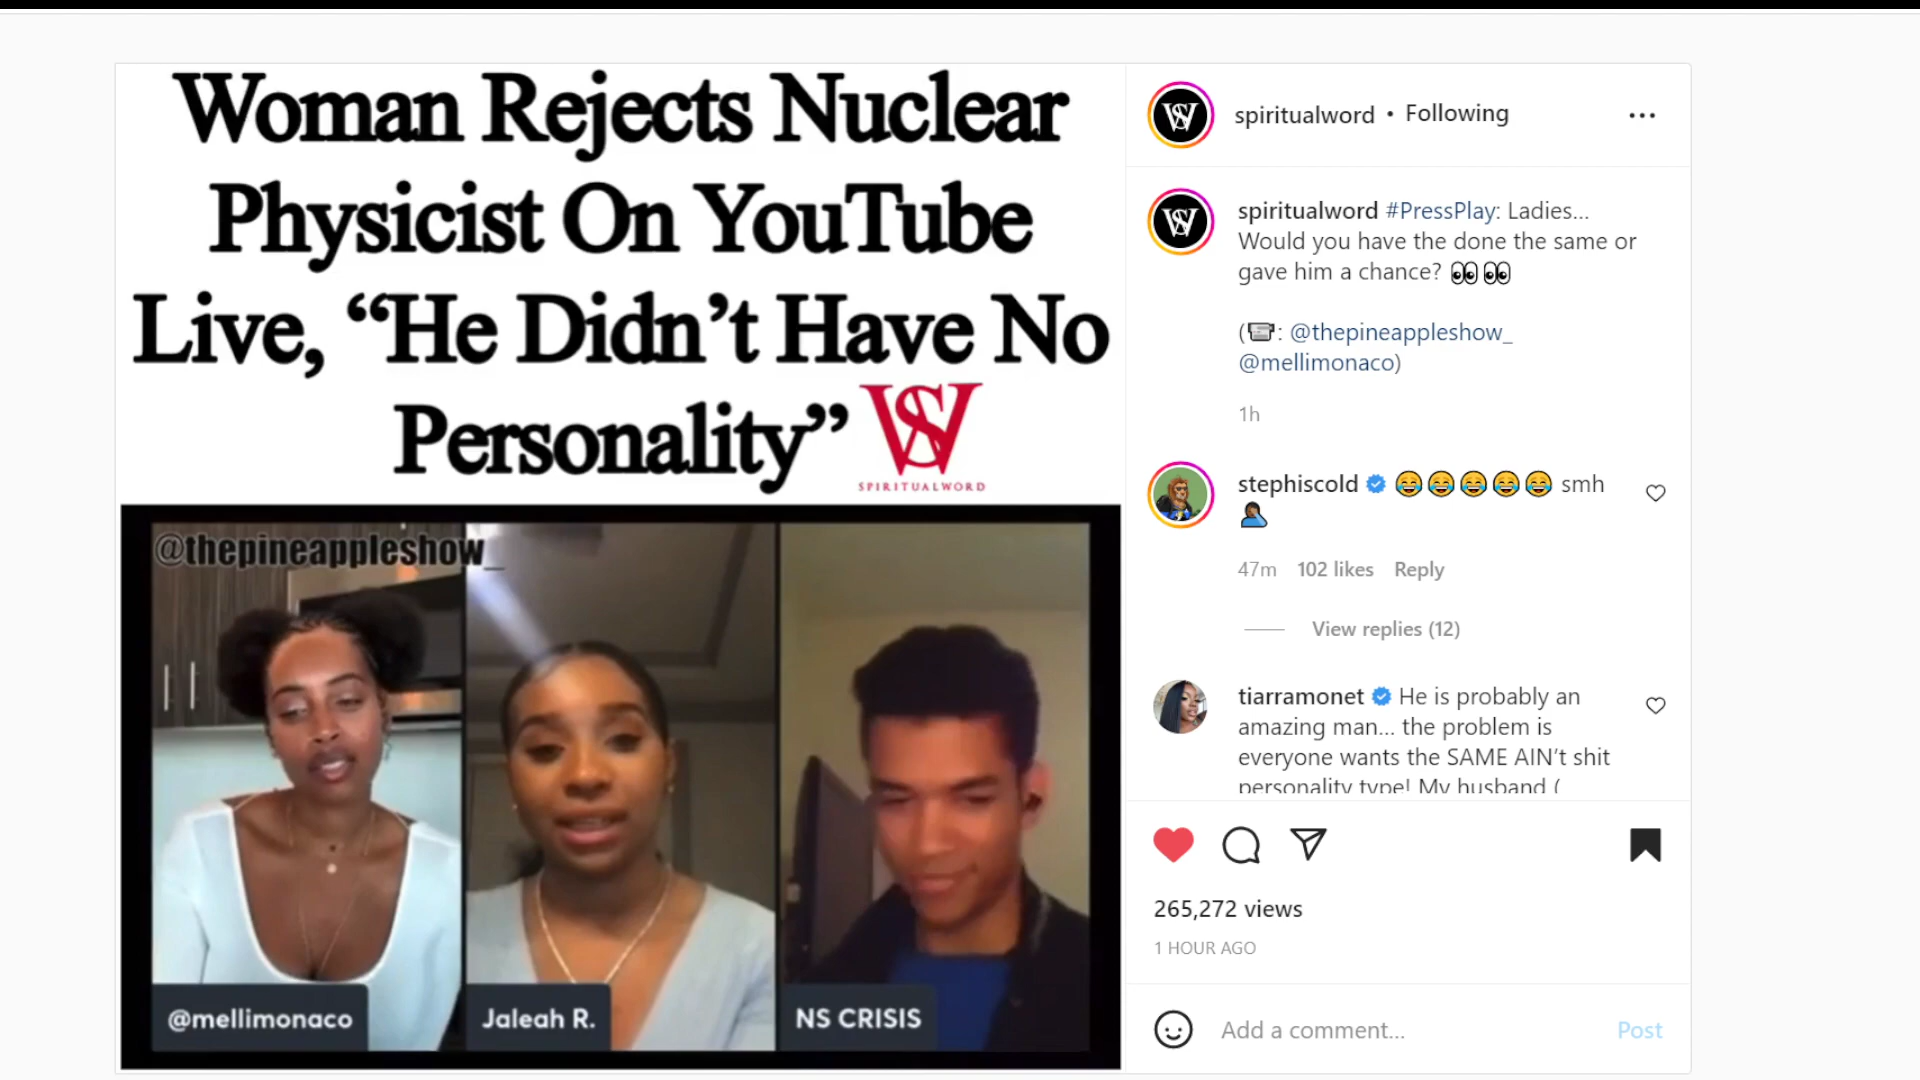 Woman Rejects Nuclear
Physicist On YouTube
Live, “He Didn’t Have No
Personality”
SW
SPIRITUALWORD
@thepineappleshow_
@mellimonaco
Jaleah R.
NS CRISIS
spiritualword • Following
spiritualword #PressPlay: Ladies...
Would you have the done the same or
gave him a chance? 👀👀
(📹: @thepineappleshow_
@mellimonaco)
1h
stephiscold 😂😂😂😂😂 smh
47m 102 likes Reply
View replies (12)
tiarramonet He is probably an
amazing man... the problem is
everyone wants the SAME AIN’t shit
personality type! My husband (
265,272 views
1 HOUR AGO
Add a comment...
Post